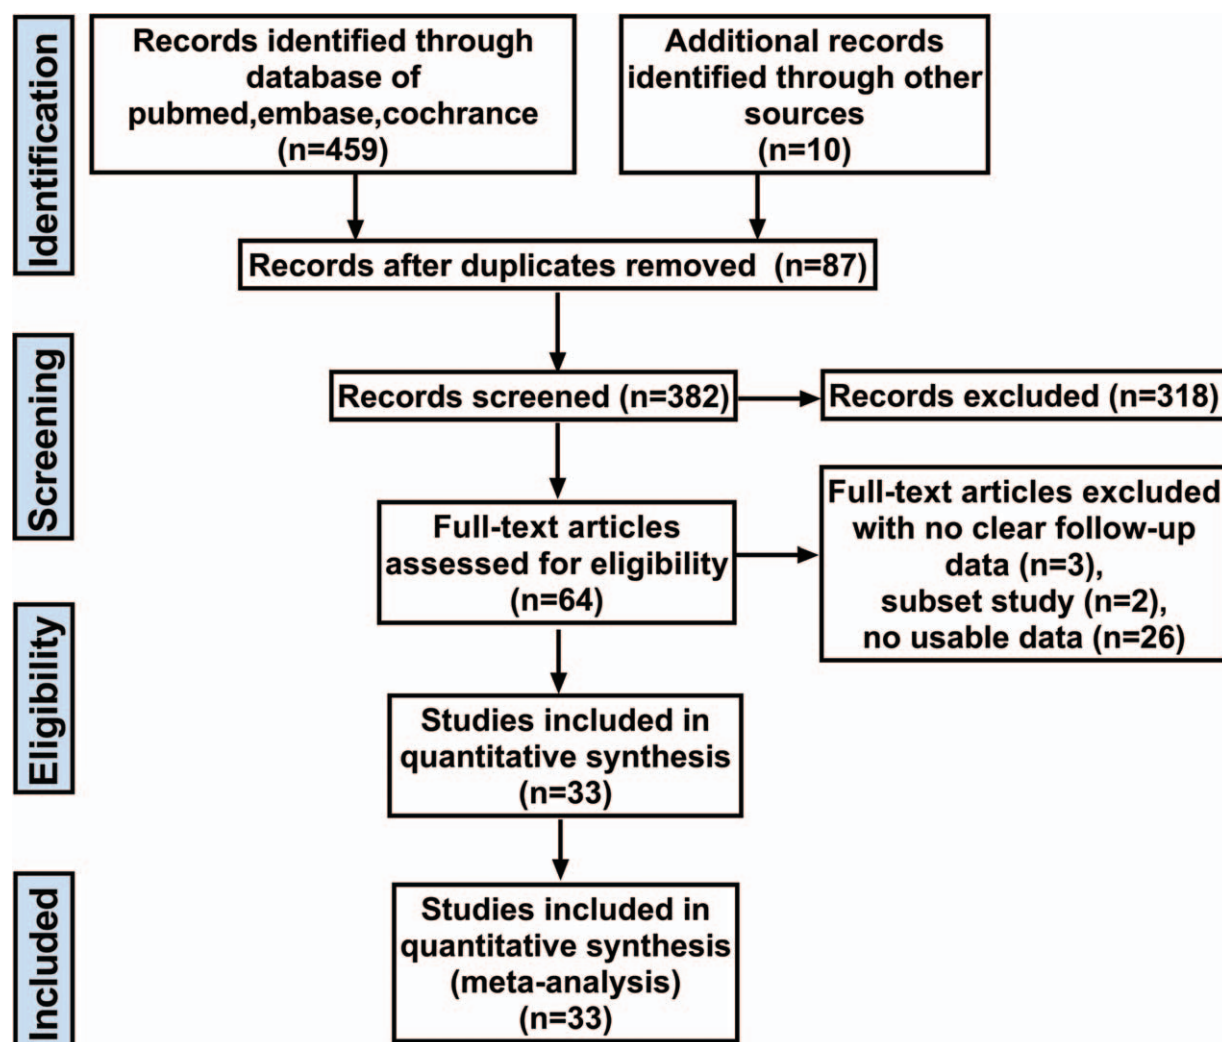 Identification
Records identified through
database of
pubmed,embase,cochrance
(n=459)
Additional records
identified through other
sources
(n=10)
Records after duplicates removed (n=87)
Screening
Records screened (n=382)
Records excluded (n=318)
Full-text articles
assessed for eligibility
(n=64)
Full-text articles excluded
with no clear follow-up
data (n=3),
subset study (n=2),
no usable data (n=26)
Eligibility
Studies included in
quantitative synthesis
(n=33)
Included
Studies included in
quantitative synthesis
(meta-analysis)
(n=33)